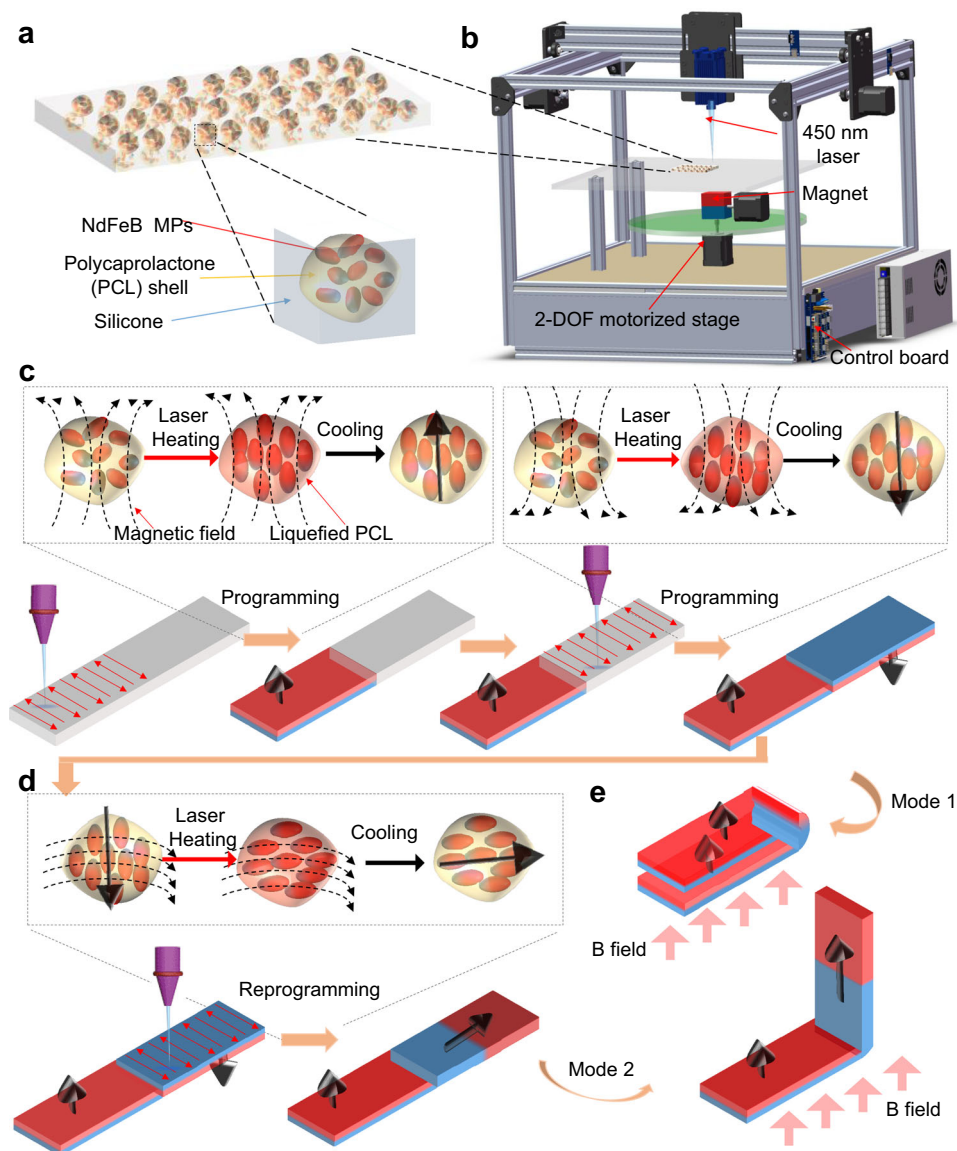 a
b
450 nm
laser
Magnet
NdFeB MPs
Polycaprolactone
(PCL) shell
Silicone
2-DOF motorized stage
Control board
c
Laser
Heating
Cooling
Laser
Heating
Cooling
Magnetic field
Liquefied PCL
Programming
Programming
d
Laser
Heating
Cooling
e
Mode 1
B field
Reprogramming
Mode 2
B field